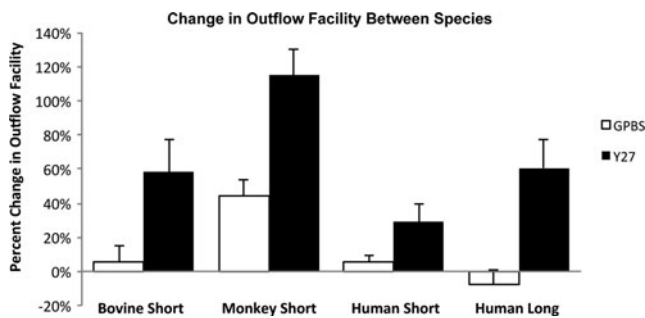 Change in Outflow Facility Between Species
Percent Change in Outflow Facility
140%
120%
100%
80%
60%
40%
20%
0%
-20%
Bovine Short
Monkey Short
Human Short
Human Long
GPBS
Y27